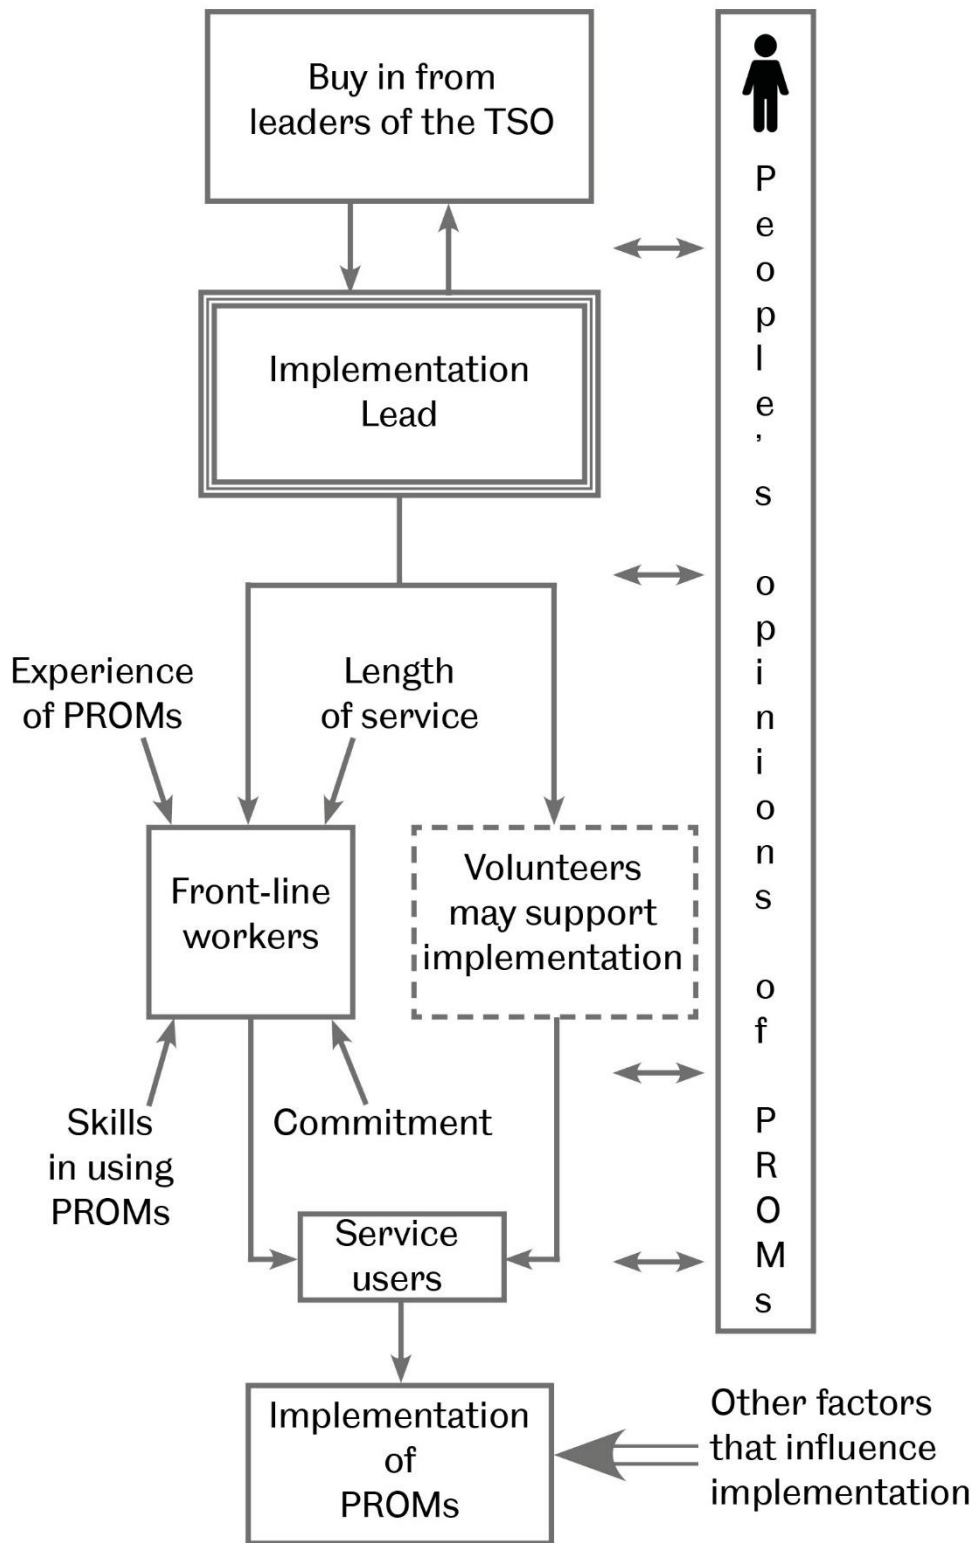 Buy in from
leaders of the TSO
Implementation
Lead
Experience
of PROMs
Length
of service
Front-line
workers
Volunteers
may support
implementation
Skills
in using
PROMs
Commitment
Service
users
Implementation
of
PROMs
Other factors
that influence
implementation
People's opinions of PROMs